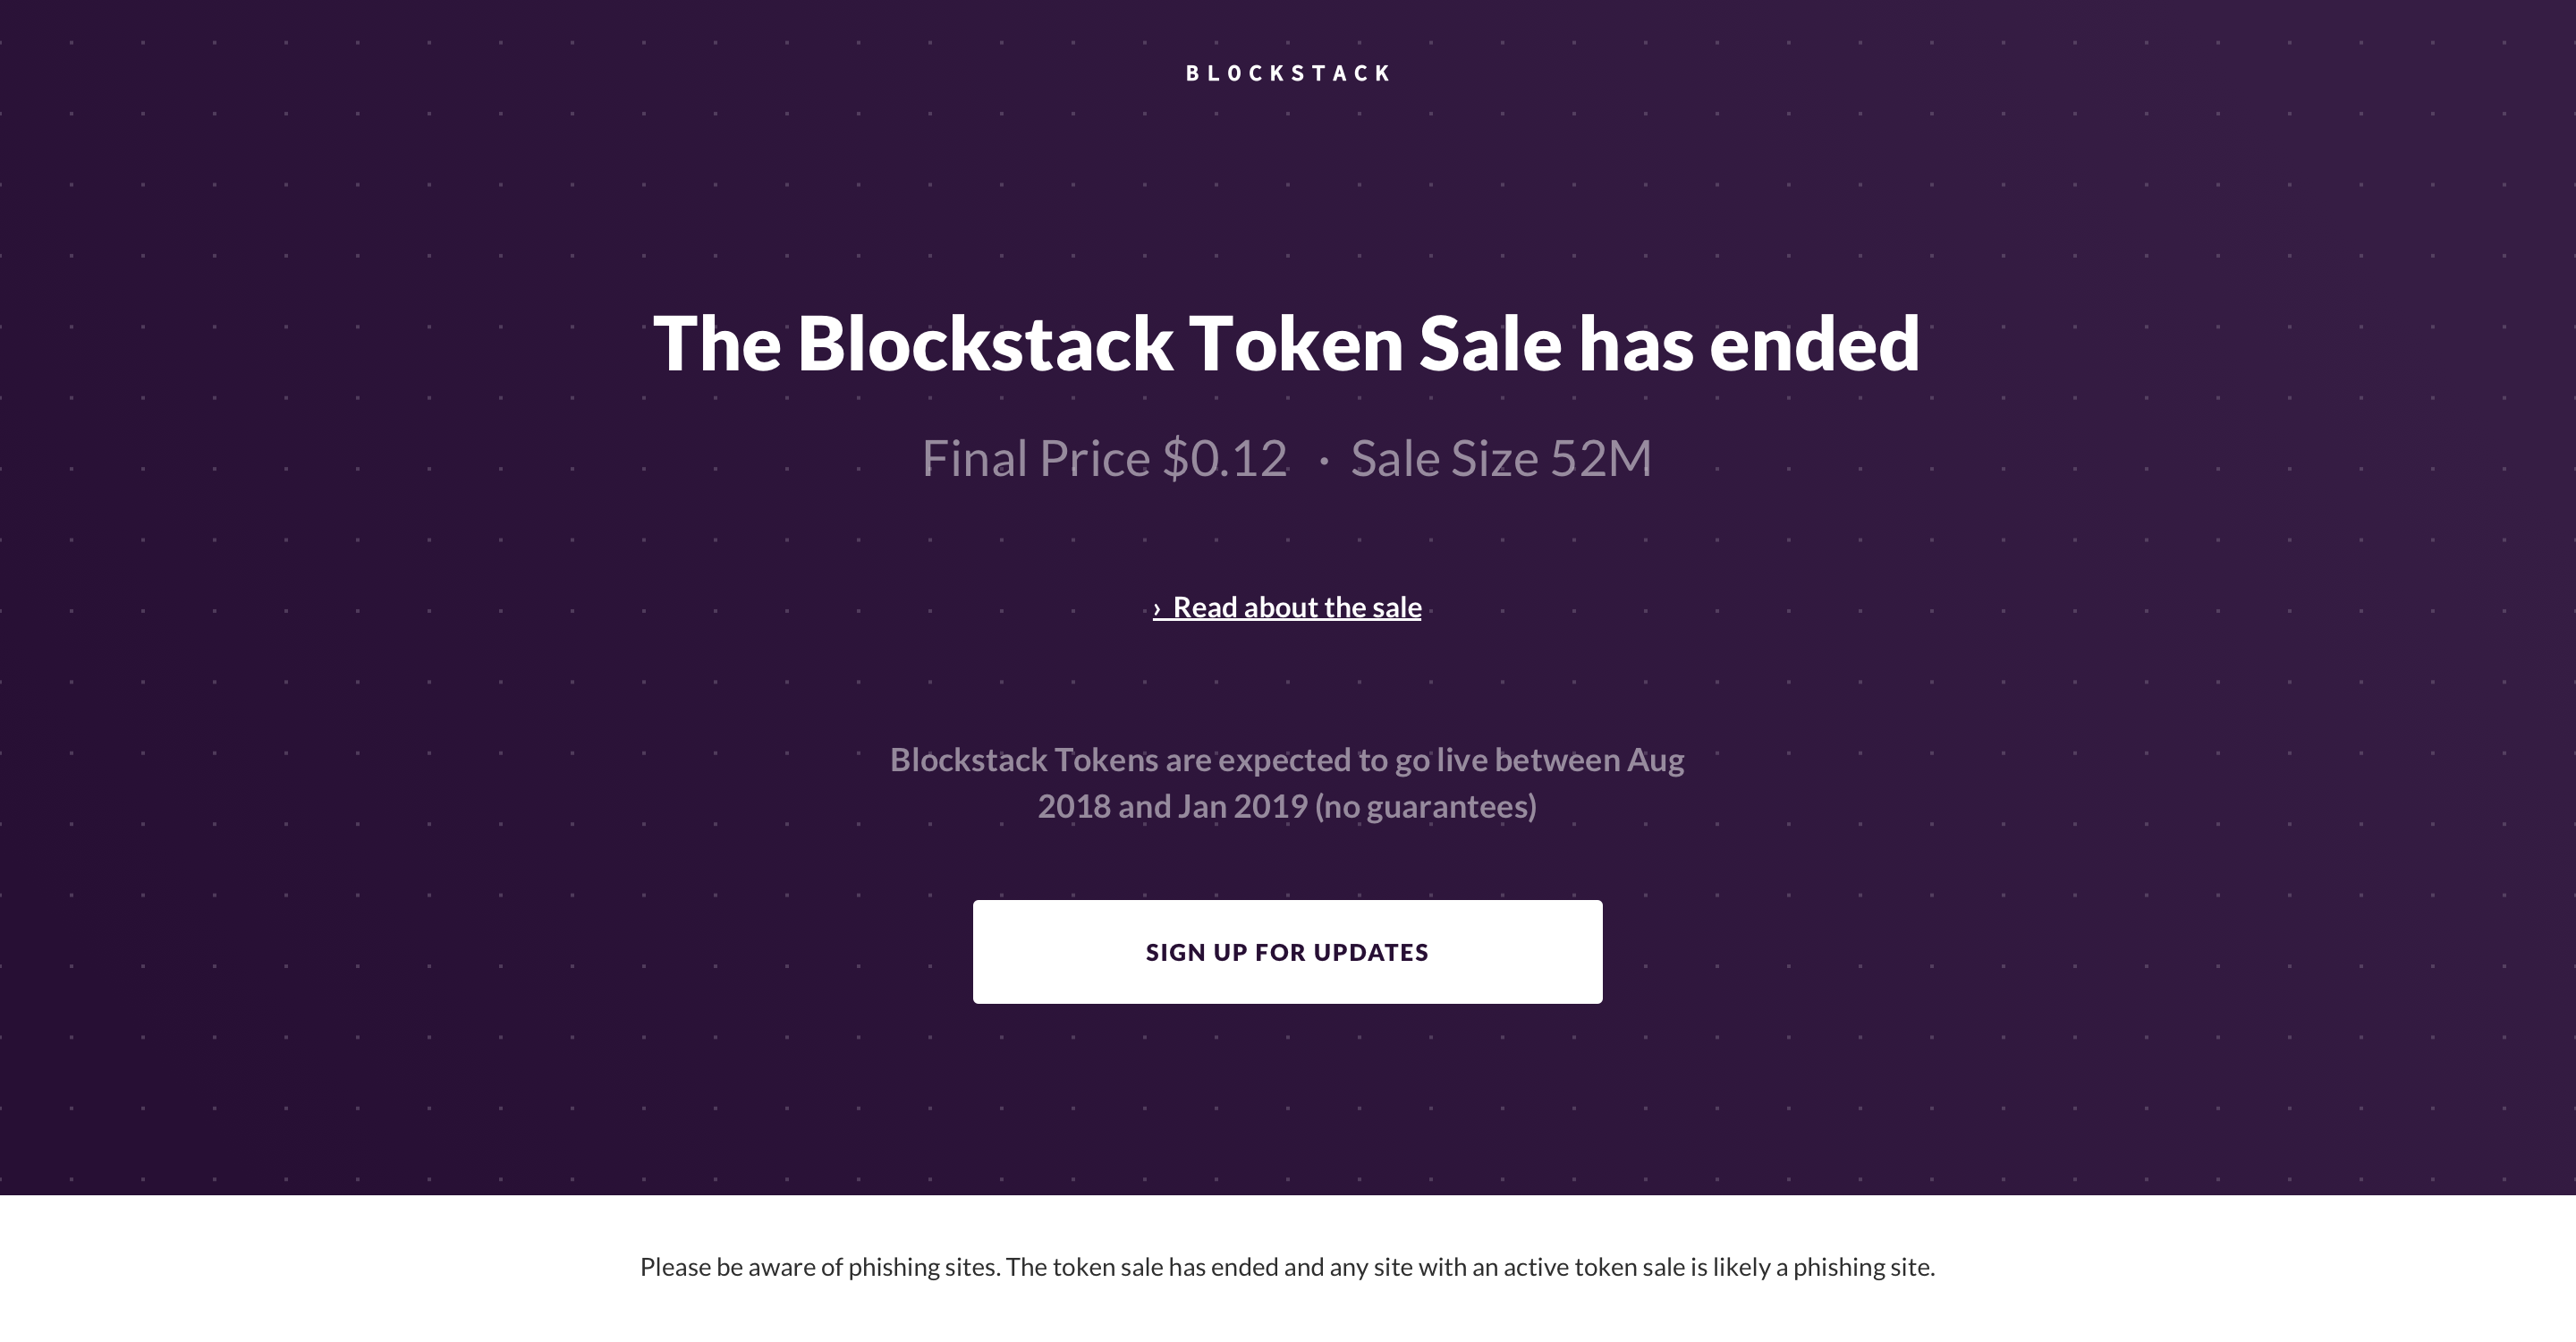 BLOCKSTACK
The Blockstack Token Sale has ended
Final Price $0.12 · Sale Size 52M
› Read about the sale
Blockstack Tokens are expected to go live between Aug
2018 and Jan 2019 (no guarantees)
SIGN UP FOR UPDATES
Please be aware of phishing sites. The token sale has ended and any site with an active token sale is likely a phishing site.